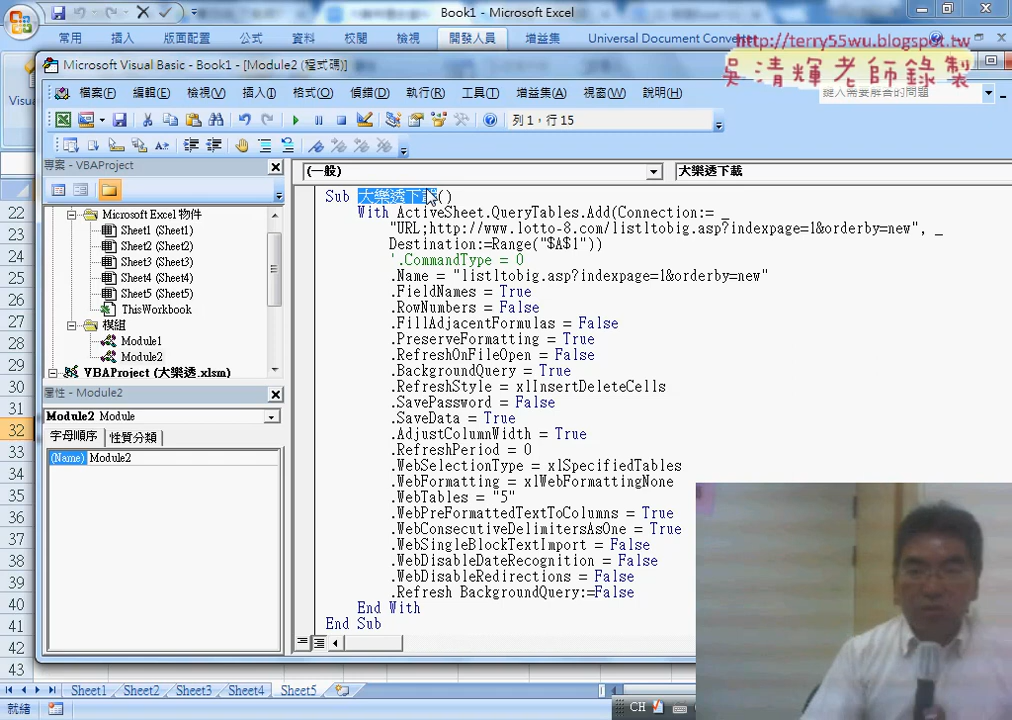 Book1 - Microsoft Excel
常用 插入 版面配置 公式 資料 校閱 檢視 開發人員 增益集 Universal Document Conve
http://terry55wu.blogspot.tw
吳清輝老師錄製
Microsoft Visual Basic - Book1 - [Module2 (程式碼)]
檔案(F) 編輯(E) 檢視(V) 插入(I) 格式(O) 偵錯(D) 執行(R) 工具(T) 增益集(A) 視窗(W) 說明(H)
鍵入需要解答的問題
列 1，行 15
專案 - VBAProject
Microsoft Excel 物件
Sheet1 (Sheet1)
Sheet2 (Sheet2)
Sheet3 (Sheet3)
Sheet4 (Sheet4)
Sheet5 (Sheet5)
ThisWorkbook
模組
Module1
Module2
VBAProject (大樂透.xlsm)
屬性 - Module2
Module2 Module
字母順序 性質分類
(Name) Module2
(一般)
大樂透下載
Sub 大樂透下載()
With ActiveSheet.QueryTables.Add(Connection:= _
"URL;http://www.lotto-8.com/listltobig.asp?indexpage=1&orderby=new", _
Destination:=Range("$A$1"))
'.CommandType = 0
.Name = "listltobig.asp?indexpage=1&orderby=new"
.FieldNames = True
.RowNumbers = False
.FillAdjacentFormulas = False
.PreserveFormatting = True
.RefreshOnFileOpen = False
.BackgroundQuery = True
.RefreshStyle = xlInsertDeleteCells
.SavePassword = False
.SaveData = True
.AdjustColumnWidth = True
.RefreshPeriod = 0
.WebSelectionType = xlSpecifiedTables
.WebFormatting = xlWebFormattingNone
.WebTables = "5"
.WebPreFormattedTextToColumns = True
.WebConsecutiveDelimitersAsOne = True
.WebSingleBlockTextImport = False
.WebDisableDateRecognition = False
.WebDisableRedirections = False
.Refresh BackgroundQuery:=False
End With
End Sub
Visu
22
23
24
25
26
27
28
29
30
31
32
33
34
35
36
37
38
39
40
41
42
43
Sheet1 Sheet2 Sheet3 Sheet4 Sheet5
就緒
CH